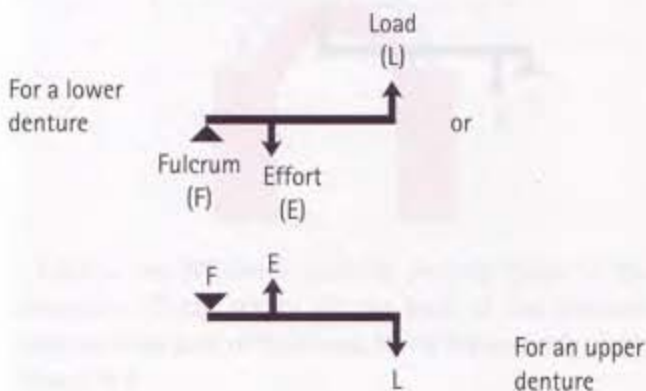 Load
(L)
For a lower
denture
or
Fulcrum
(F)
Effort
(E)
F
E
L
For an upper
denture